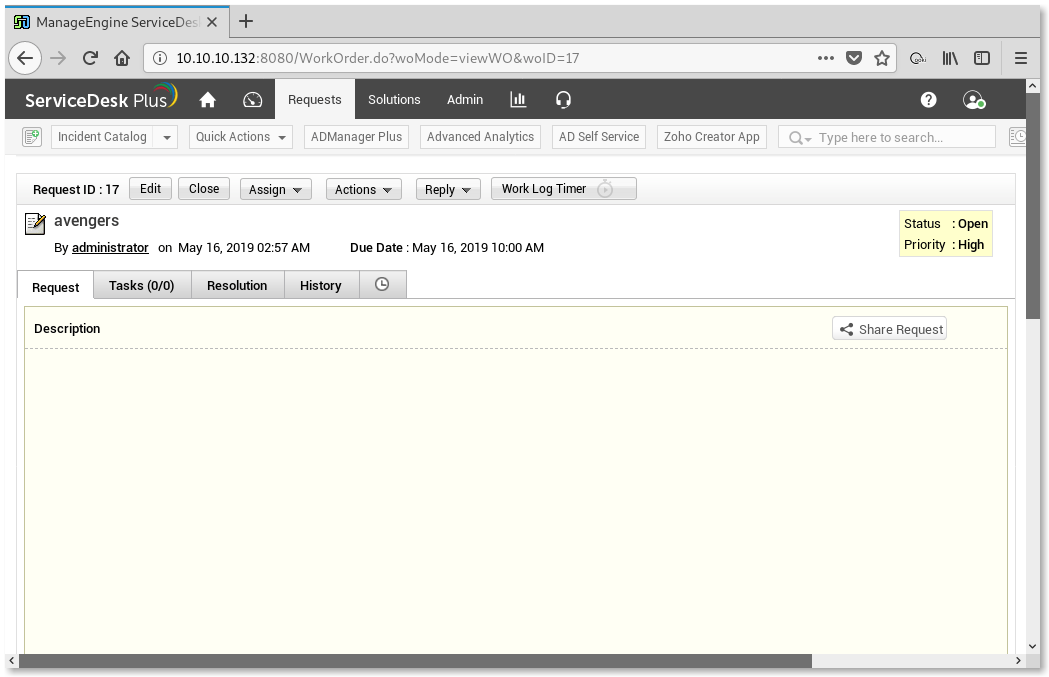 ManageEngine ServiceDes
10.10.10.132:8080/WorkOrder.do?woMode=viewWO&woID=17
ServiceDesk Plus Requests Solutions Admin
Incident Catalog Quick Actions ADManager Plus Advanced Analytics AD Self Service Zoho Creator App Type here to search...
Request ID : 17 Edit Close Assign Actions Reply Work Log Timer
avengers
Status : Open
By administrator on May 16, 2019 02:57 AM Due Date : May 16, 2019 10:00 AM
Priority : High
Request Tasks (0/0) Resolution History
Description Share Request